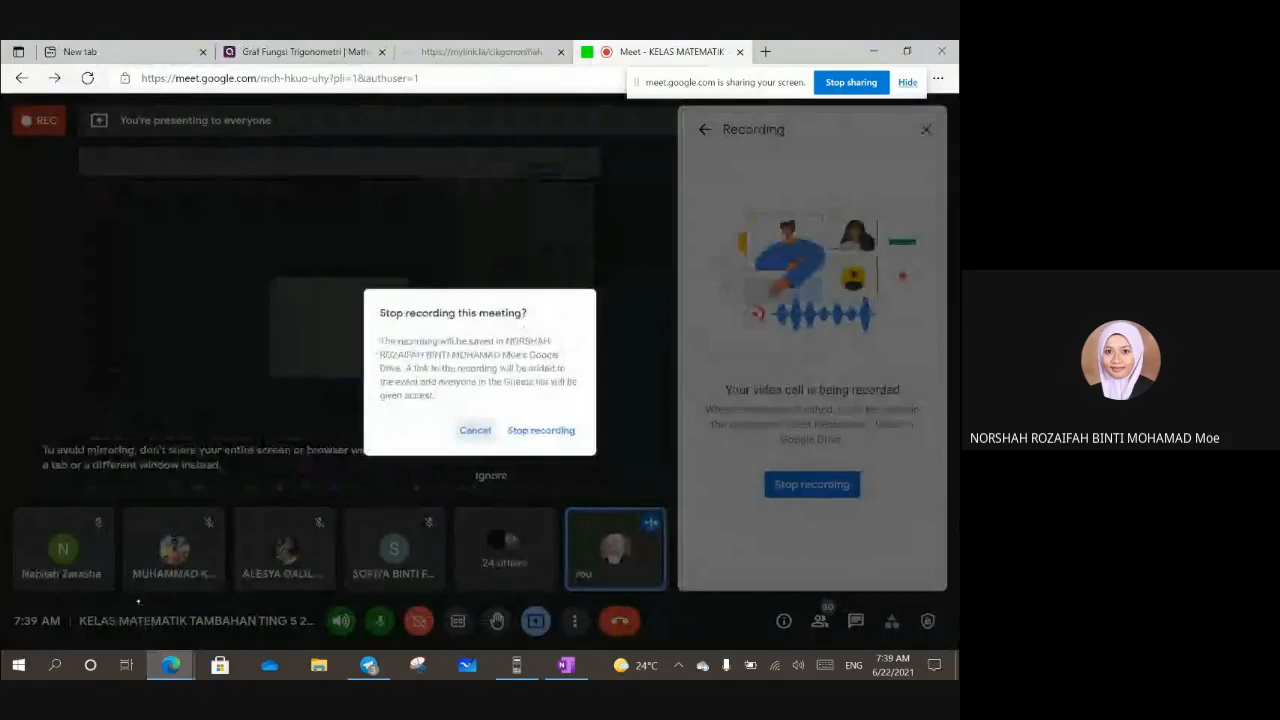 New tab
Graf Fungsi Trigonometri | Math
https://mylink.la/cikgunorshah
Meet - KELAS MATEMATIK
https://meet.google.com/mch-hkuo-uhy?pli=1&authuser=1
meet.google.com is sharing your screen.
Stop sharing
Hide
REC
You're presenting to everyone
Recording
Stop recording this meeting?
The recording will be saved in NORSHAH
ROZAIFAH BINTI MOHAMAD Moe's Google
Drive. A link to the recording will be added to
the event and everyone in the Guest list will be
given access.
Cancel
Stop recording
Your video call is being recorded
Google Drive
Stop recording
To avoid mirroring, don't share your entire screen or browser
a tab or a different window instead.
Ignore
N
MUHAMMAD K...
ALESYA DALIL...
S
SOFIYA BINTI F...
24 others
You
7:39 AM | KELAS MATEMATIK TAMBAHAN TING 5 2...
30
24°C
ENG
7:39 AM
6/22/2021
NORSHAH ROZAIFAH BINTI MOHAMAD Moe